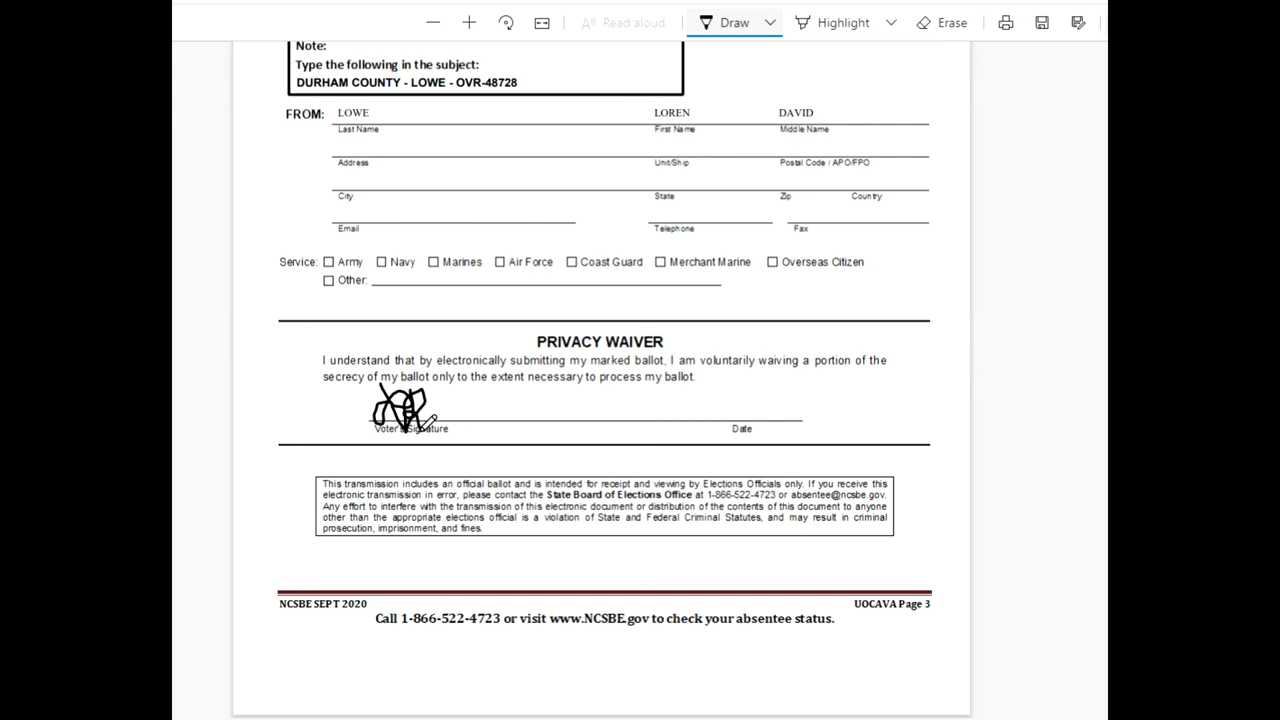 Read aloud Draw Highlight Erase
Note:
Type the following in the subject:
DURHAM COUNTY - LOWE - OVR-48728
FROM: LOWE LOREN DAVID
Last Name First Name Middle Name
Address Unit/Ship Postal Code / APO/FPO
City State Zip Country
Email Telephone Fax
Service: Army Navy Marines Air Force Coast Guard Merchant Marine Overseas Citizen
Other:
PRIVACY WAIVER
I understand that by electronically submitting my marked ballot, I am voluntarily waiving a portion of the
secrecy of my ballot only to the extent necessary to process my ballot.
Voter's Signature Date
This transmission includes an official ballot and is intended for receipt and viewing by Elections Officials only. If you receive this
electronic transmission in error, please contact the State Board of Elections Office at 1-866-522-4723 or absentee@ncsbe.gov.
Any effort to interfere with the transmission of this electronic document or distribution of the contents of this document to anyone
other than the appropriate elections official is a violation of State and Federal Criminal Statutes, and may result in criminal
prosecution, imprisonment, and fines.
NCSBE SEPT 2020 UOCAVA Page 3
Call 1-866-522-4723 or visit www.NCSBE.gov to check your absentee status.